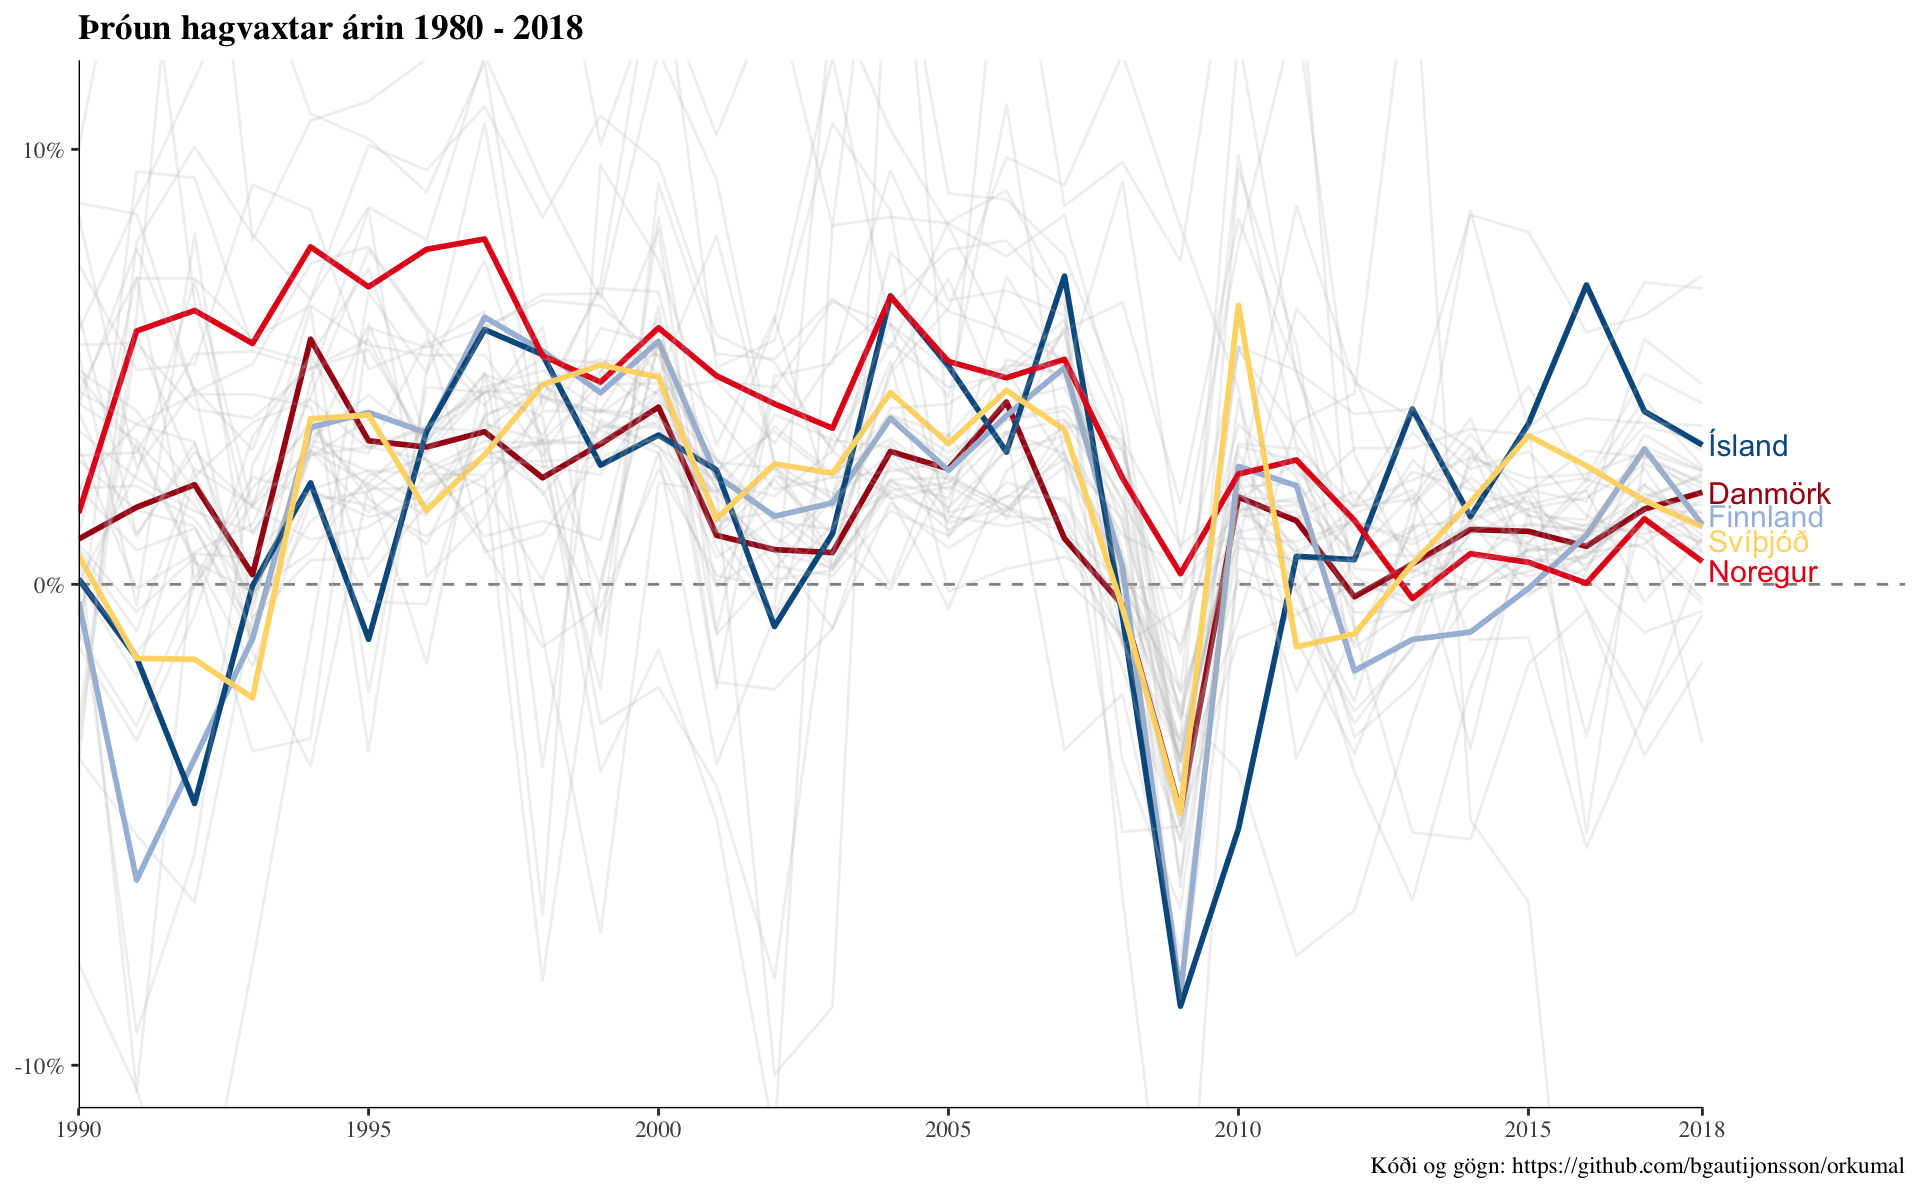 Þróun hagvaxtar árin 1980 - 2018
10%
0%
-10%
Ísland
Danmörk
Finnland
Svíþjóð
Noregur
1990 1995 2000 2005 2010 2015 2018
Kóði og gögn: https://github.com/bgautijonsson/orkumal